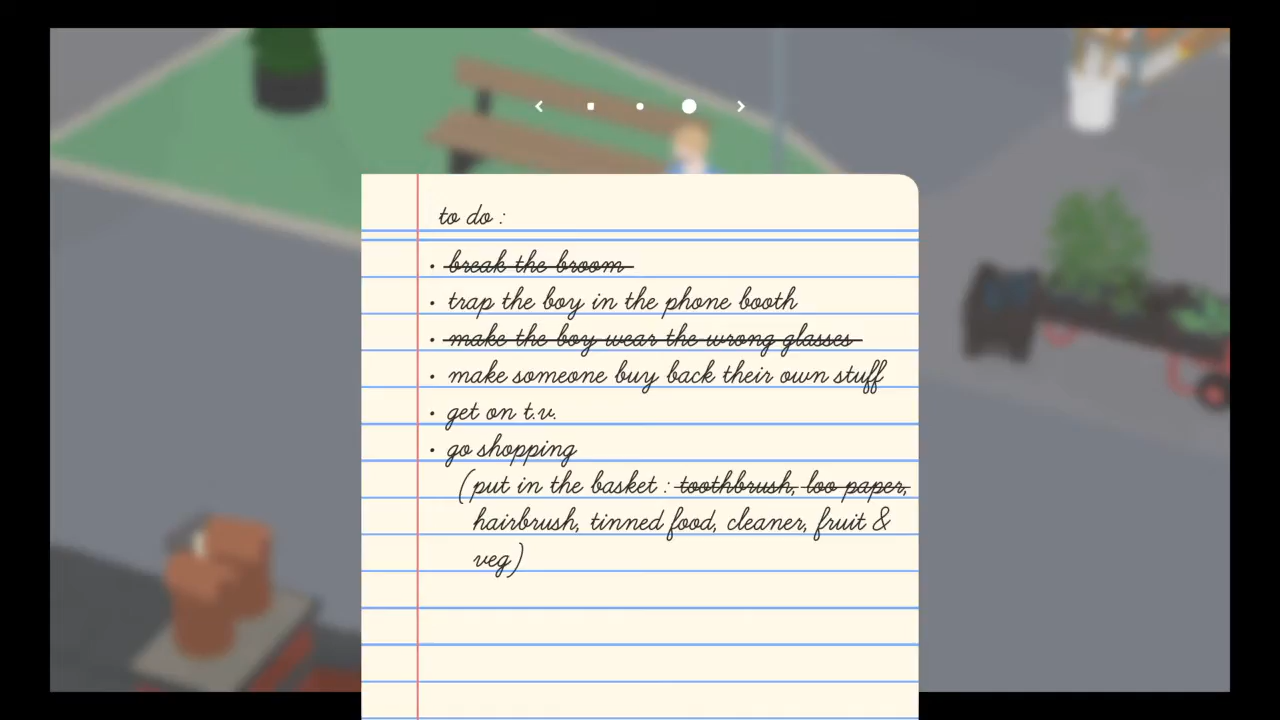 to do :
• break the broom
• trap the boy in the phone booth
• make the boy wear the wrong glasses
• make someone buy back their own stuff
• get on t.v.
• go shopping
(put in the basket : toothbrush, loo paper,
hairbrush, tinned food, cleaner, fruit &
veg)